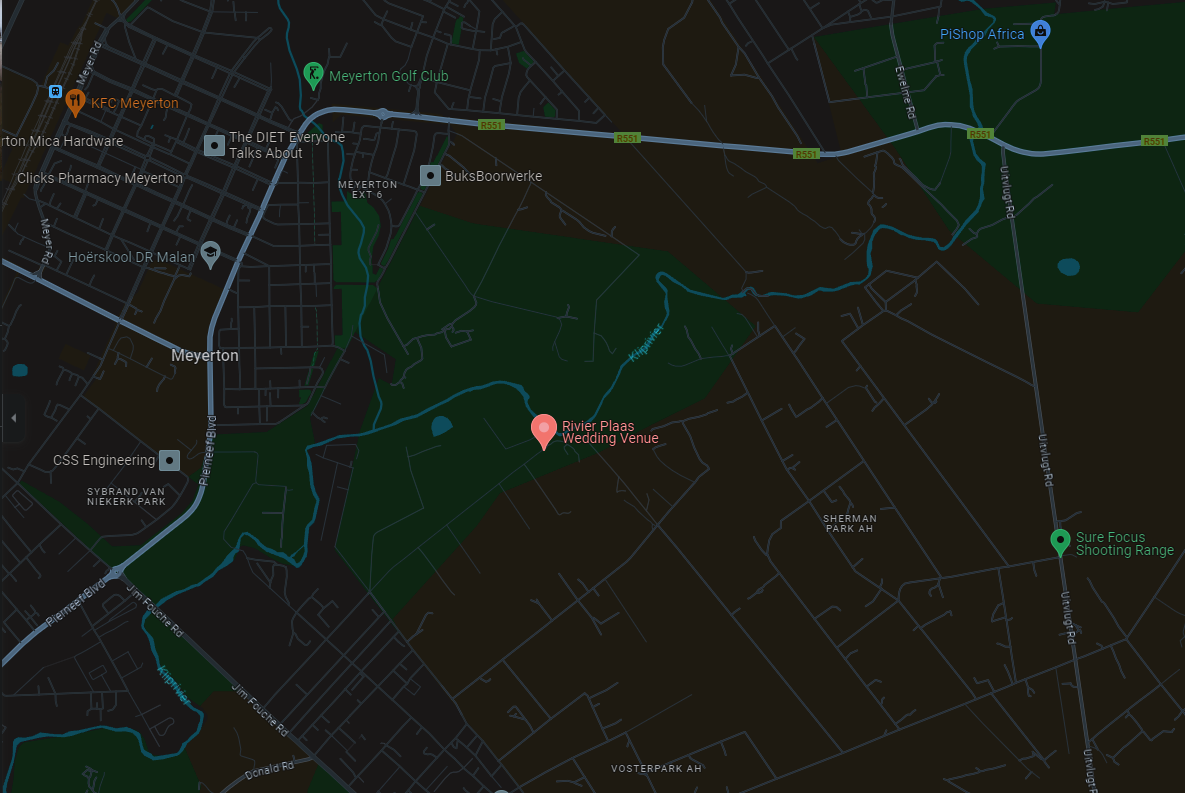 PiShop Africa
Meyer Rd
Meyerton Golf Club
Ewelme Rd
KFC Meyerton
R551
R551
R551
R551
R551
rton Mica Hardware
The DIET Everyone
Talks About
Clicks Pharmacy Meyerton
MEYERTON
EXT 6
BuksBoorwerke
Uitvlugt Rd
Meyer Rd
Hoërskool DR Malan
Kliprivier
Meyerton
Rivier Plaas
Wedding Venue
Pierneef Blvd
CSS Engineering
Uitvlugt Rd
SYBRAND VAN
NIEKERK PARK
SHERMAN
PARK AH
Sure Focus
Shooting Range
Pierneef Blvd
Jim Fouche Rd
Uitvlugt Rd
Kliprivier
Jim Fouche Rd
Donald Rd
VOSTERPARK AH
Uitvlugt R